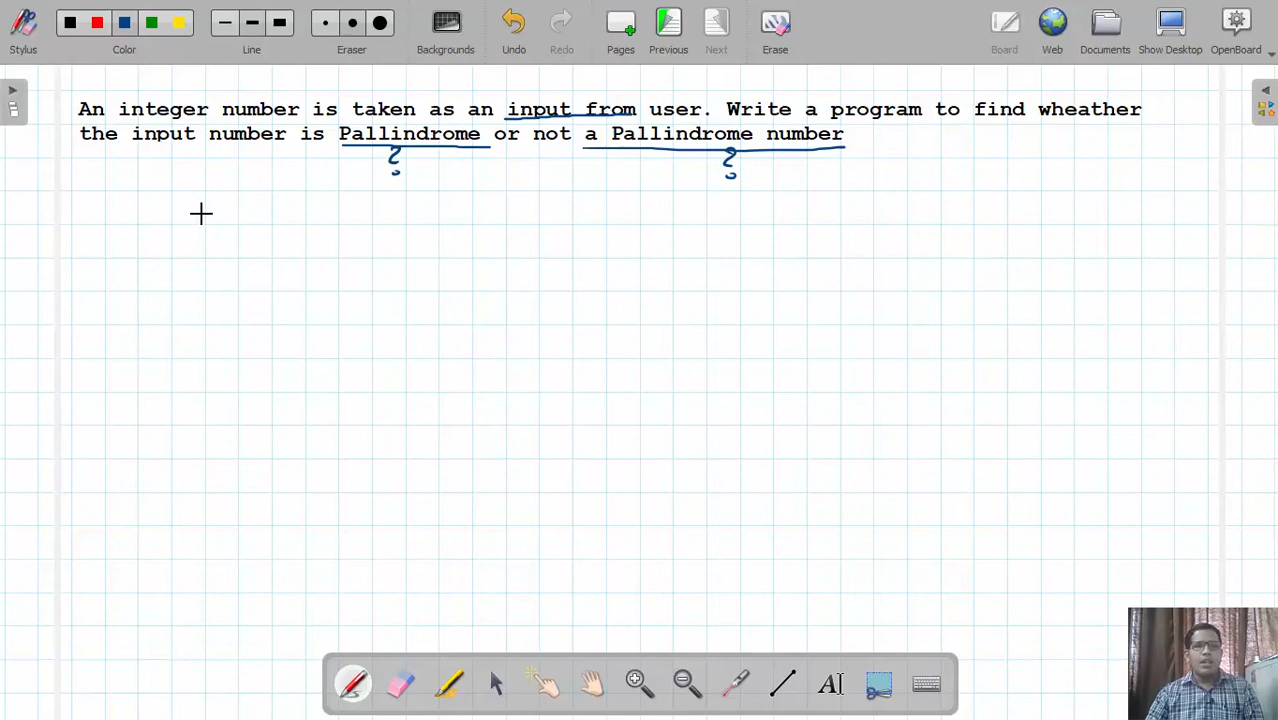 Stylus Color Line Eraser Backgrounds Undo Redo Pages Previous Next Erase Board Web Documents Show Desktop OpenBoard
An integer number is taken as an input from user. Write a program to find wheather
the input number is Pallindrome or not a Pallindrome number
? ?